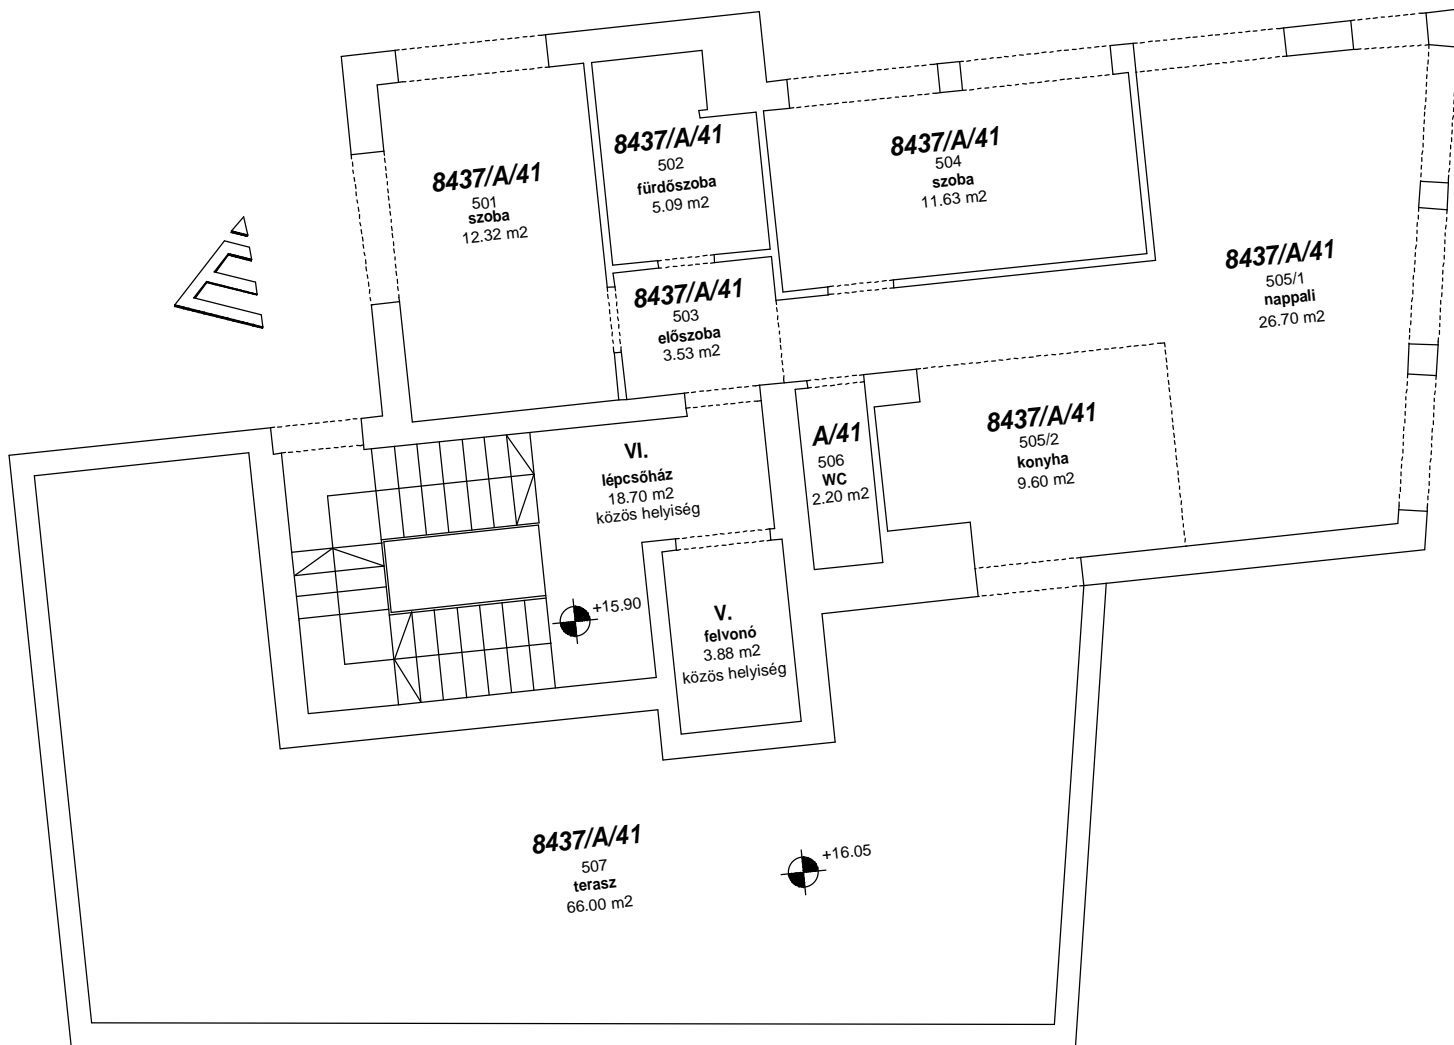 8437/A/41
501
szoba
12.32 m2
8437/A/41
502
fürdőszoba
5.09 m2
8437/A/41
504
szoba
11.63 m2
8437/A/41
503
előszoba
3.53 m2
8437/A/41
505/1
nappali
26.70 m2
VI.
lépcsőház
18.70 m2
közös helyiség
A/41
506
WC
2.20 m2
8437/A/41
505/2
konyha
9.60 m2
+15.90
V.
felvonó
3.88 m2
közös helyiség
8437/A/41
507
terasz
66.00 m2
+16.05